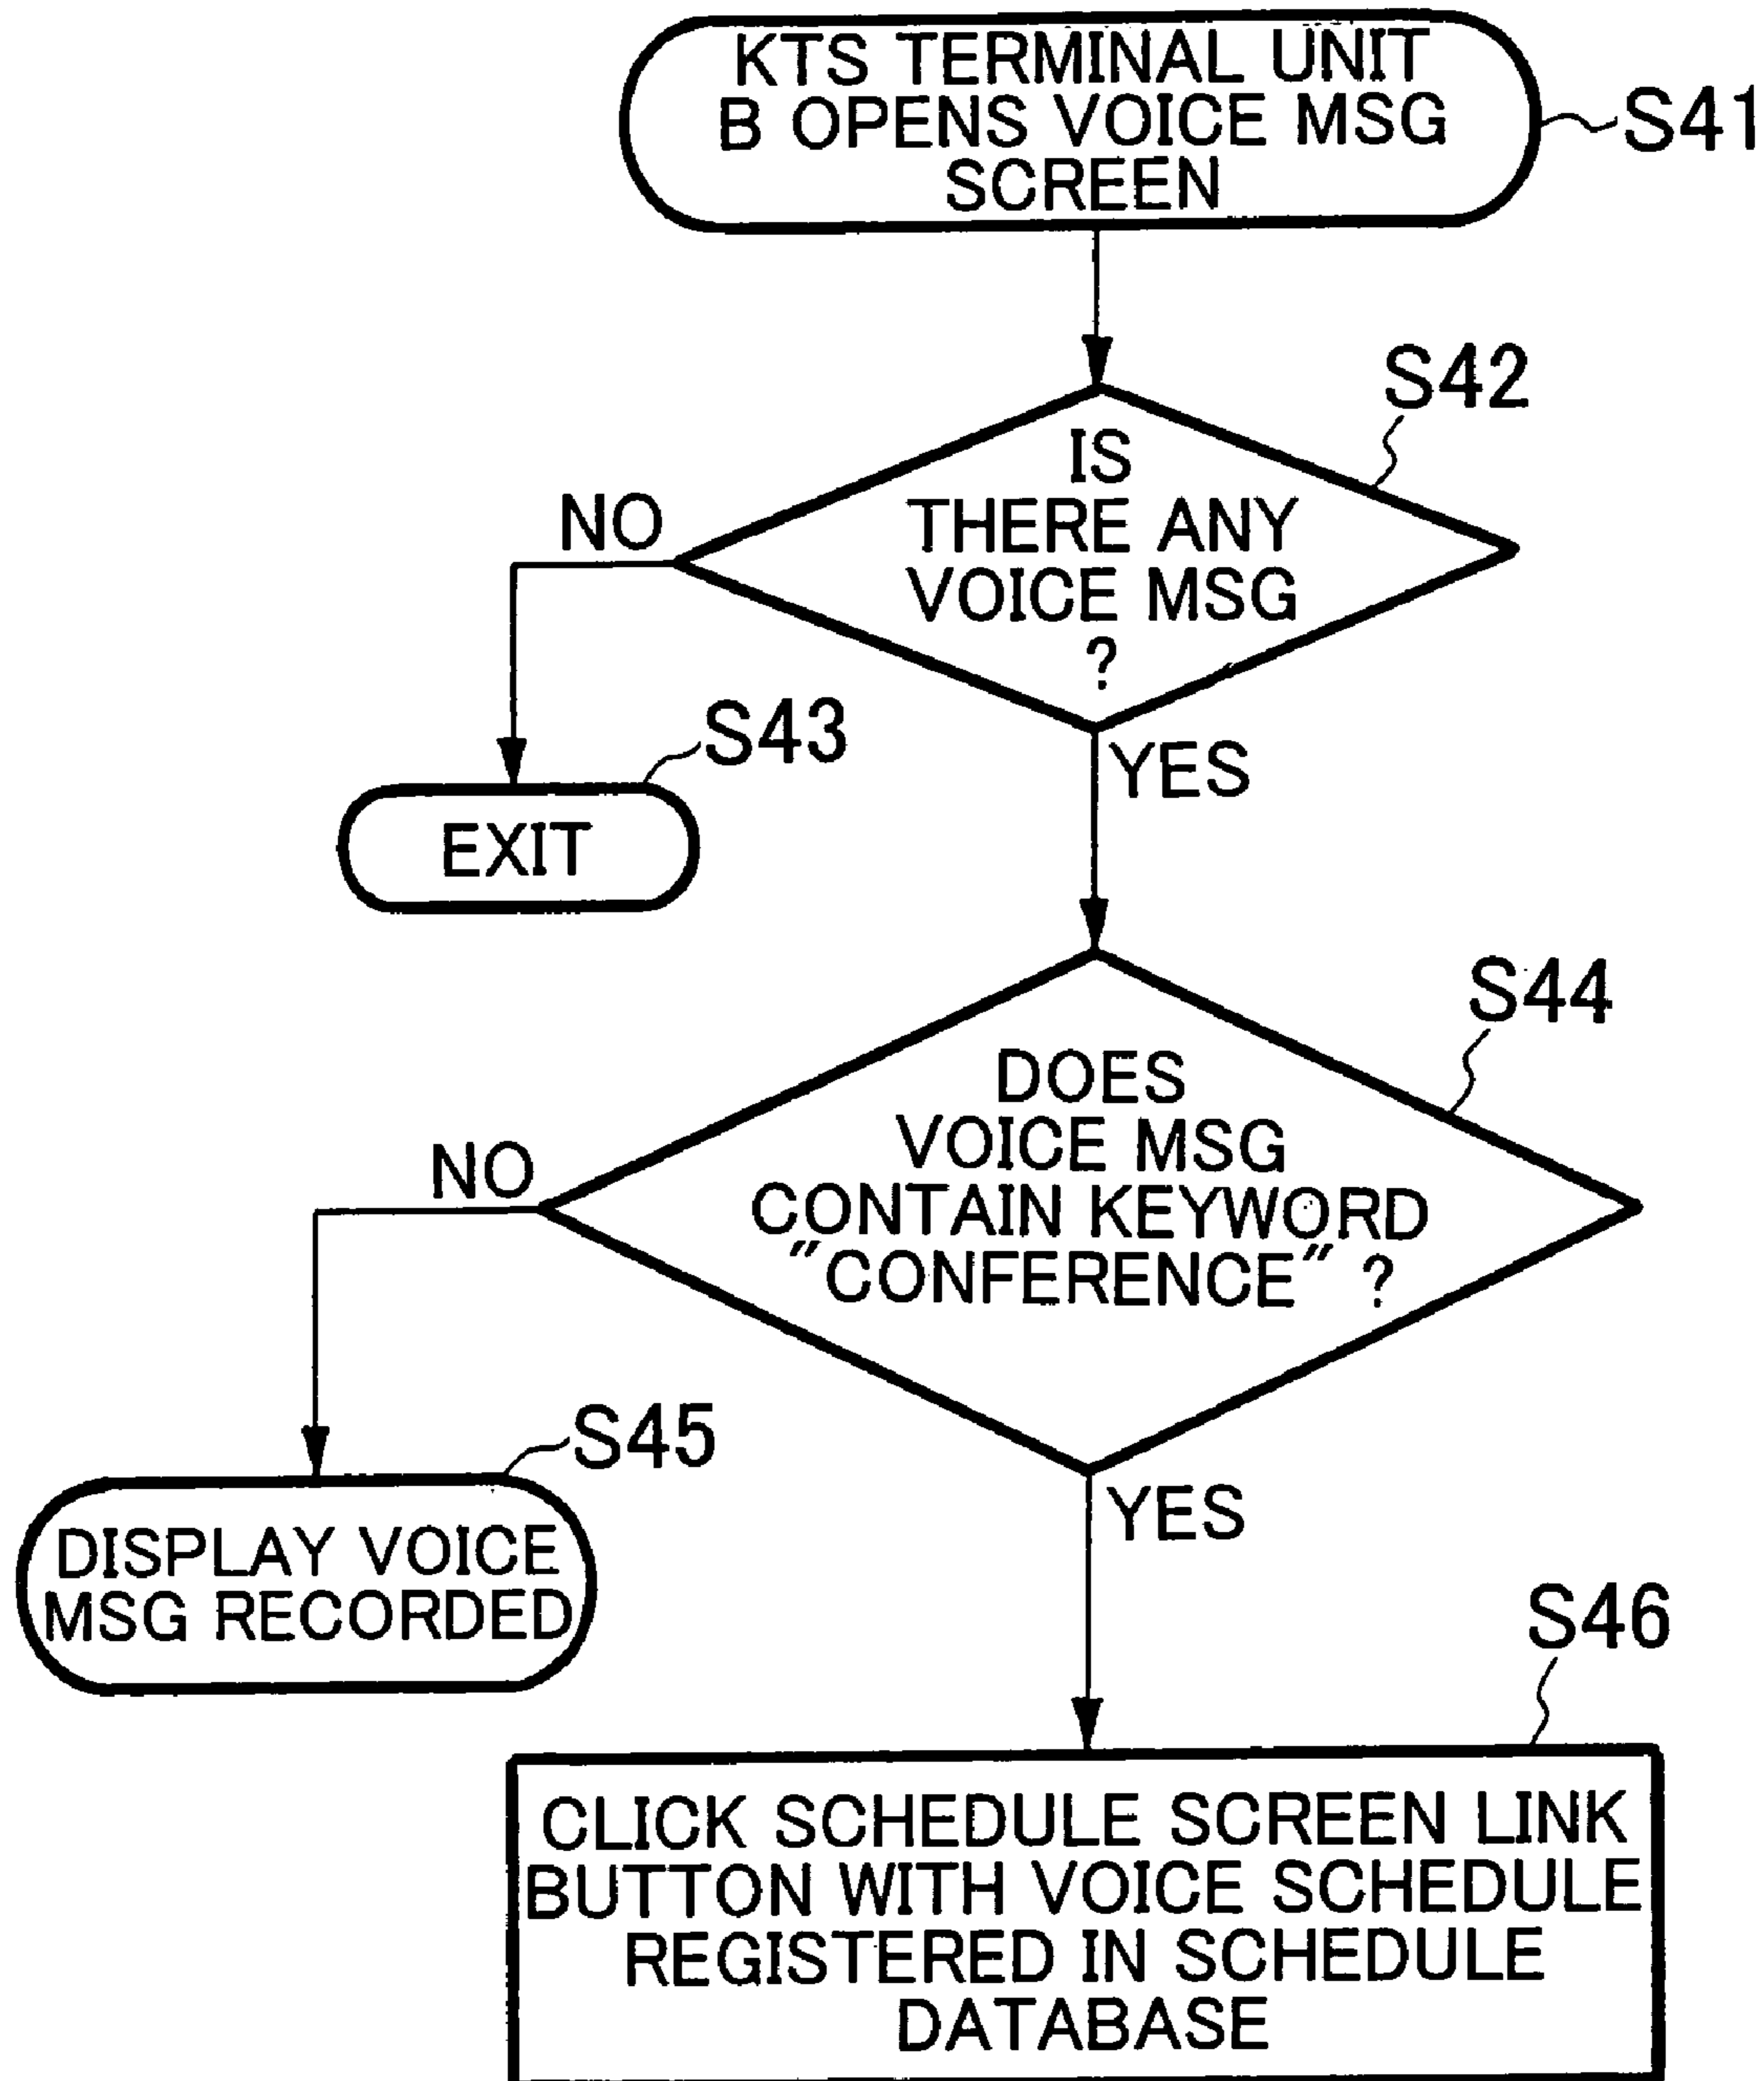 KTS TERMINAL UNIT
B OPENS VOICE MSG
SCREEN
S41
S42
IS
THERE ANY
VOICE MSG
?
NO
YES
S43
EXIT
S44
DOES
VOICE MSG
CONTAIN KEYWORD
"CONFERENCE" ?
NO
YES
S45
DISPLAY VOICE
MSG RECORDED
S46
CLICK SCHEDULE SCREEN LINK
BUTTON WITH VOICE SCHEDULE
REGISTERED IN SCHEDULE
DATABASE